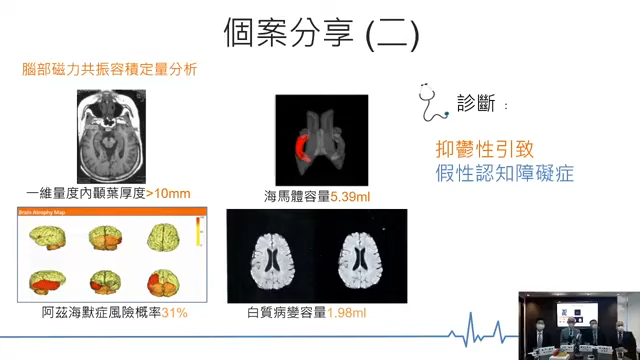 個案分享 (二)
腦部磁力共振容積定量分析
一維量度內顳葉厚度>10mm
海馬體容量5.39ml
Brain Atrophy Map
阿茲海默症風險概率31%
白質病變容量1.98ml
診斷：
抑鬱性引致
假性認知障礙症